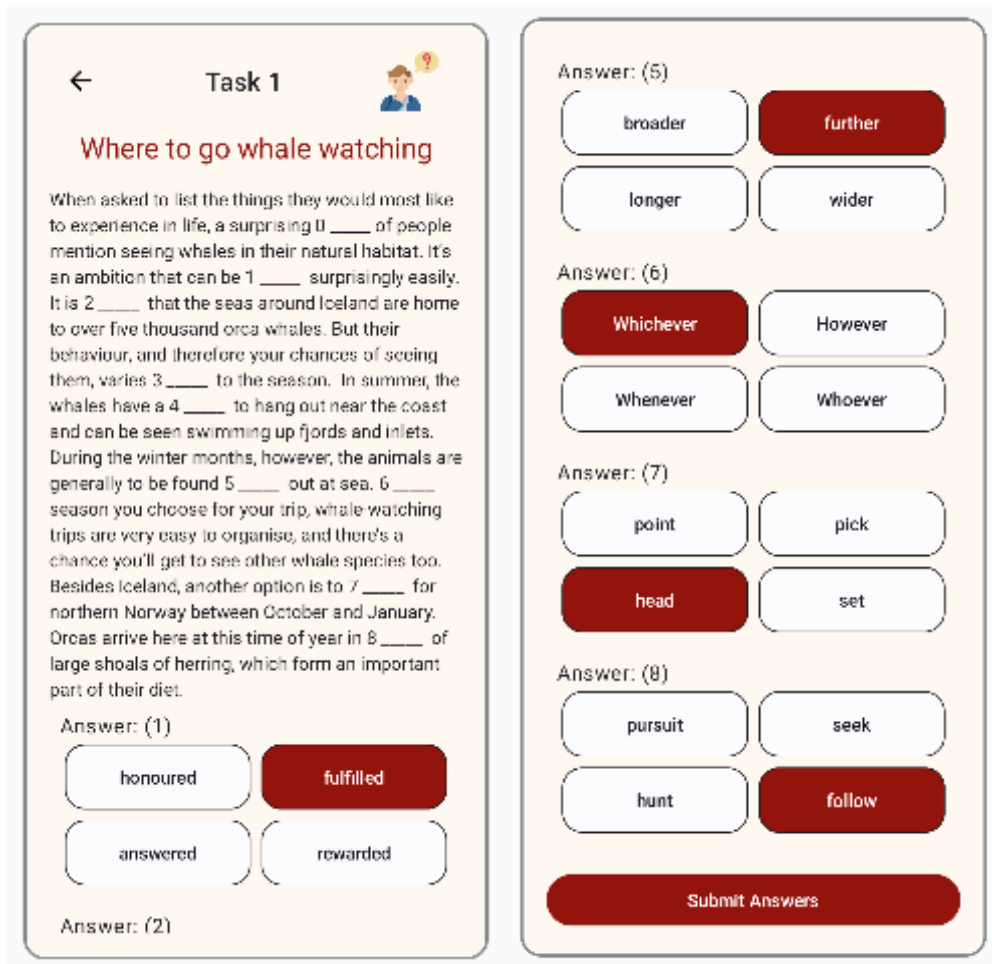 Task 1
Where to go whale watching
When asked to list the things they would most like
to experience in life, a surprising 0 ____ of people
mention seeing whales in their natural habitat. It's
an ambition that can be 1 ____ surprisingly easily.
It is 2 ____ that the seas around Iceland are home
to over five thousand orca whales. But their
behaviour, and therefore your chances of seeing
them, varies 3 ____ to the season. In summer, the
whales have a 4 ____ to hang out near the coast
and can be seen swimming up fjords and inlets.
During the winter months, however, the animals are
generally to be found 5 ____ out at sea. 6 ____
season you choose for your trip, whale-watching
trips are very easy to organise, and there's a
chance you'll get to see other whale species too.
Besides Iceland, another option is to 7 ____ for
northern Norway between October and January.
Orcas arrive here at this time of year in 8 ____ of
large shoals of herring, which form an important
part of their diet.
Answer: (1)
honoured
fulfilled
answered
rewarded
Answer: (2)
Answer: (5)
broader
further
longer
wider
Answer: (6)
Whichever
However
Whenever
Whoever
Answer: (7)
point
pick
head
set
Answer: (8)
pursuit
seek
hunt
follow
Submit Answers